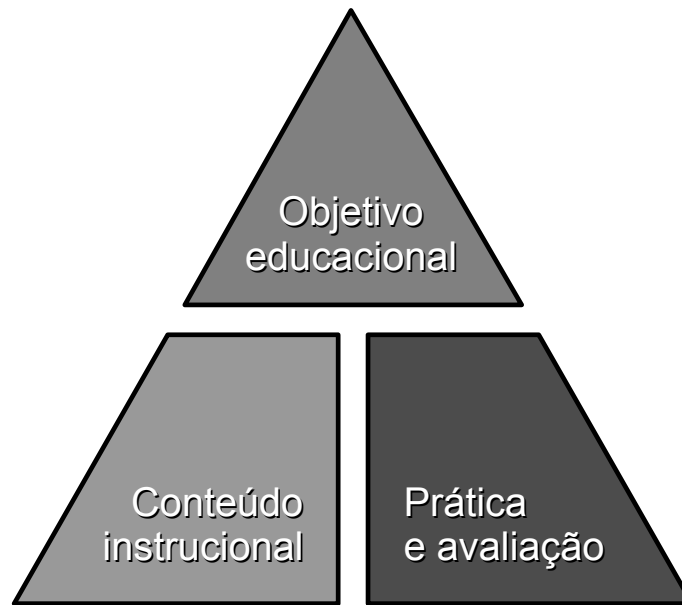 Objetivo
educacional
Conteúdo
instrucional
Prática
e avaliação